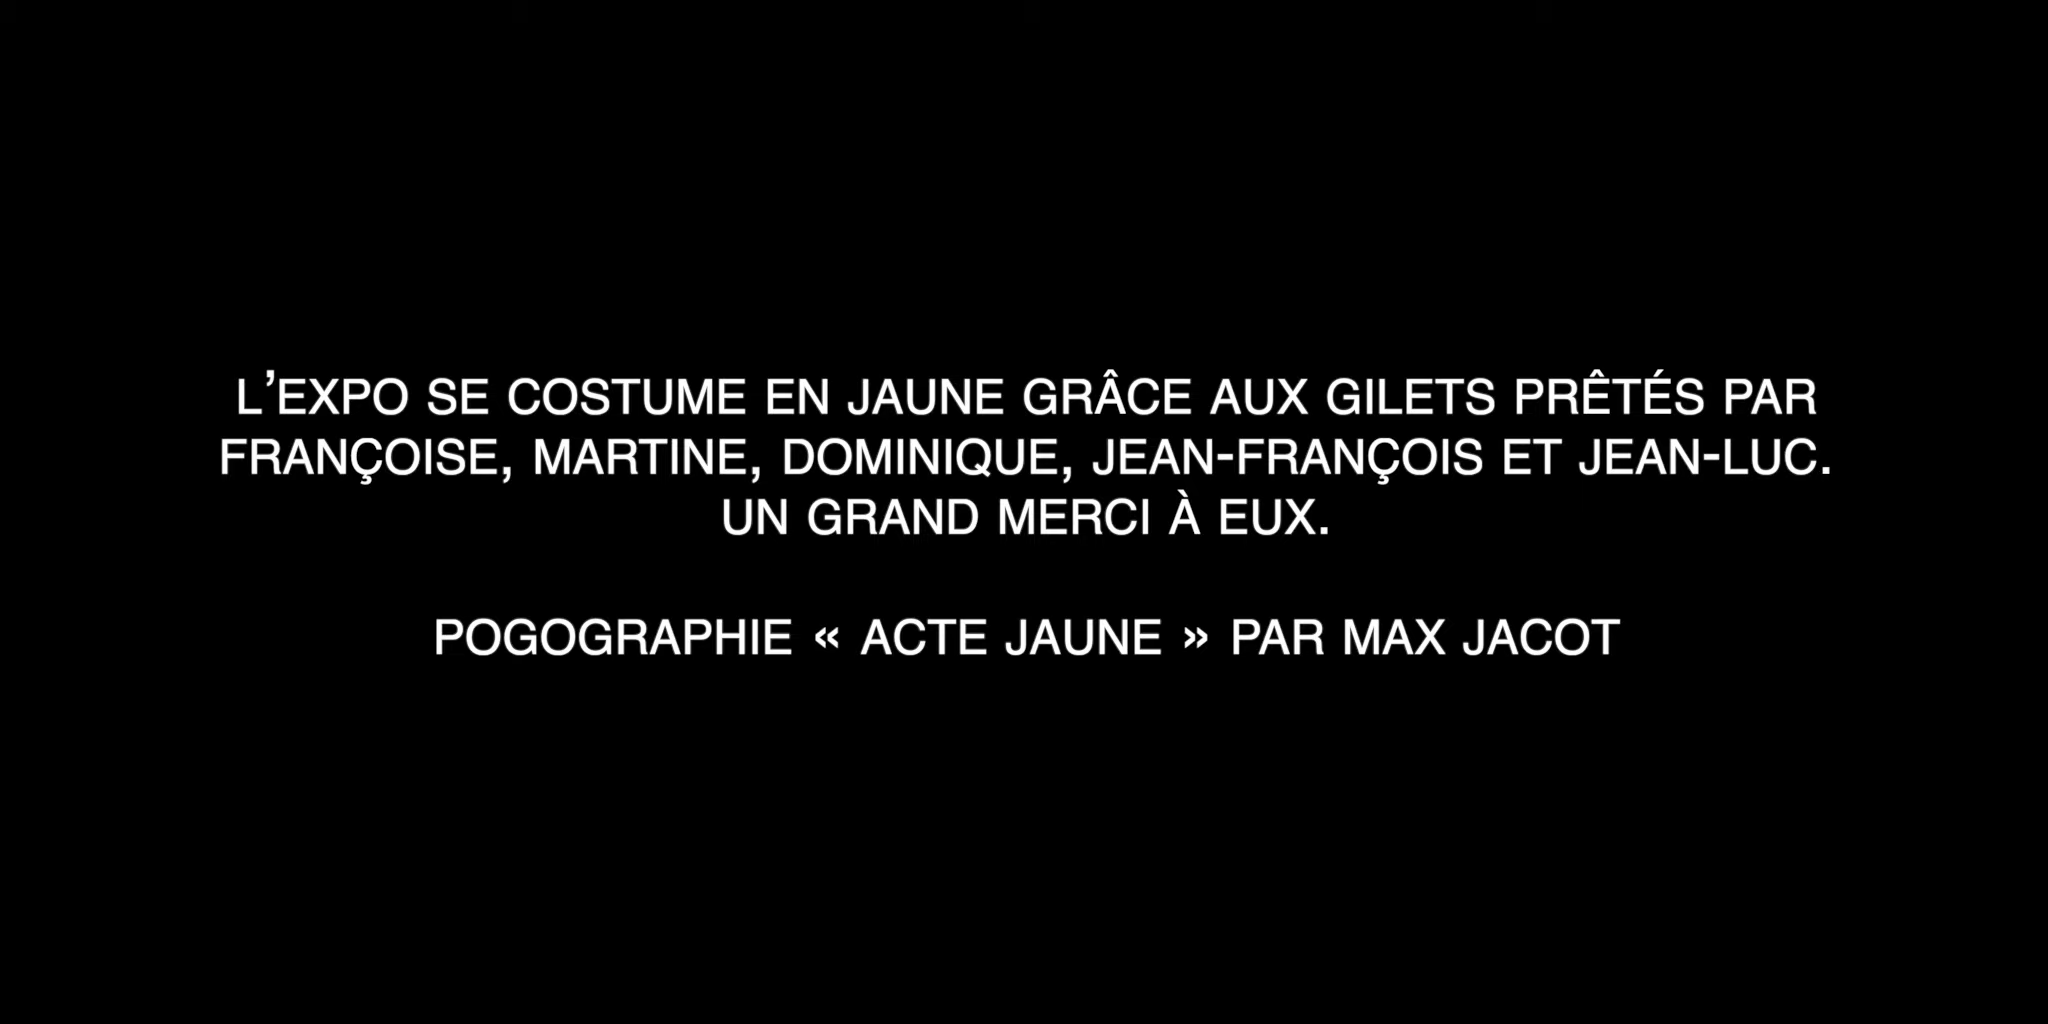 L’EXPO SE COSTUME EN JAUNE GRÂCE AUX GILETS PRÊTÉS PAR
FRANÇOISE, MARTINE, DOMINIQUE, JEAN-FRANÇOIS ET JEAN-LUC.
UN GRAND MERCI À EUX.
POGOGRAPHIE « ACTE JAUNE » PAR MAX JACOT